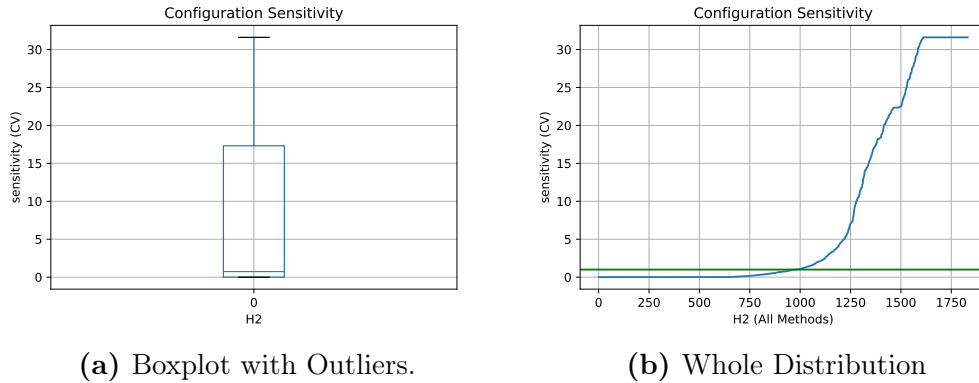 Configuration Sensitivity
30
25
20
15
10
5
0
sensitivity (CV)
0
H2
(a) Boxplot with Outliers.
Configuration Sensitivity
30
25
20
15
10
5
0
sensitivity (CV)
0 250 500 750 1000 1250 1500 1750
H2 (All Methods)
(b) Whole Distribution